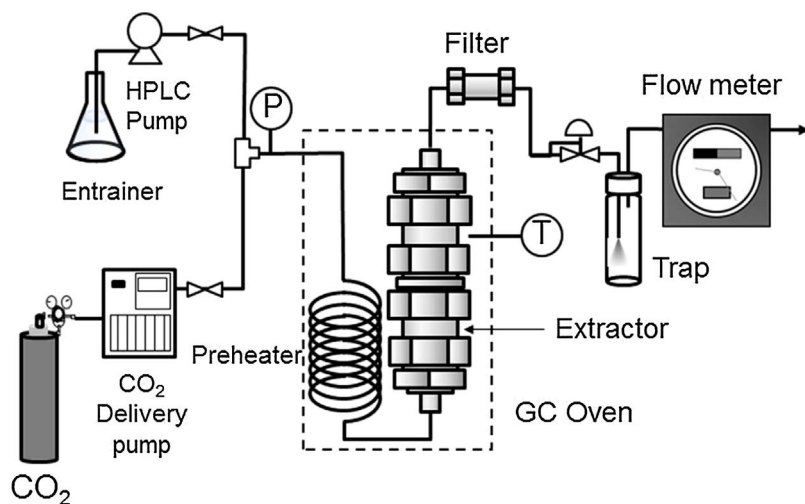 Filter
Flow meter
HPLC
Pump
P
Entrainer
T
Trap
Extractor
Preheater
CO₂
Delivery
pump
GC Oven
CO₂